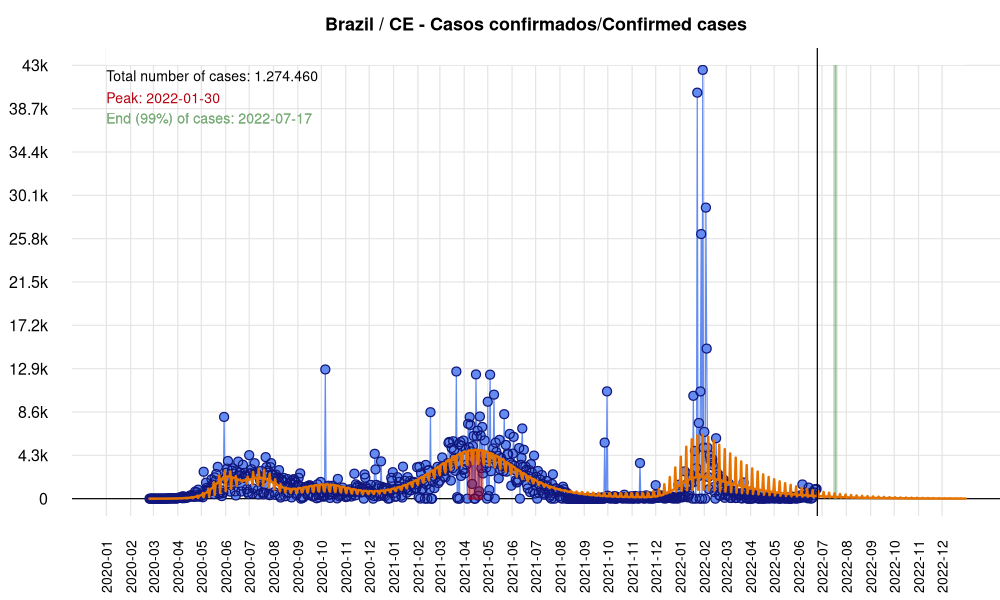 Brazil / CE - Casos confirmados/Confirmed cases
Total number of cases: 1.274.460
Peak: 2022-01-30
End (99%) of cases: 2022-07-17
43k
38.7k
34.4k
30.1k
25.8k
21.5k
17.2k
12.9k
8.6k
4.3k
0
2020-01
2020-02
2020-03
2020-04
2020-05
2020-06
2020-07
2020-08
2020-09
2020-10
2020-11
2020-12
2021-01
2021-02
2021-03
2021-04
2021-05
2021-06
2021-07
2021-08
2021-09
2021-10
2021-11
2021-12
2022-01
2022-02
2022-03
2022-04
2022-05
2022-06
2022-07
2022-08
2022-09
2022-10
2022-11
2022-12